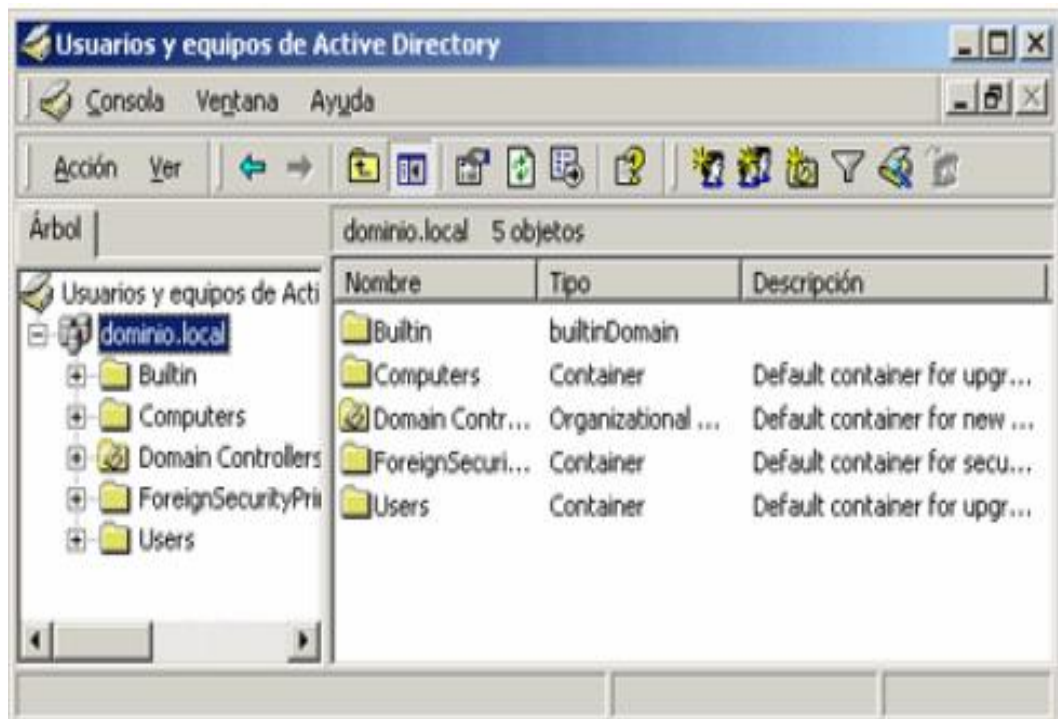 Usuarios y equipos de Active Directory
Consola Ventana Ayuda
Acción Ver
Árbol
dominio.local 5 objetos
Usuarios y equipos de Acti
dominio.local
Builtin
Computers
Domain Controllers
ForeignSecurityPri
Users
Nombre Tipo Descripción
Builtin builtinDomain
Computers Container Default container for upgr...
Domain Contr... Organizational ... Default container for new ...
ForeignSecuri... Container Default container for secu...
Users Container Default container for upgr...